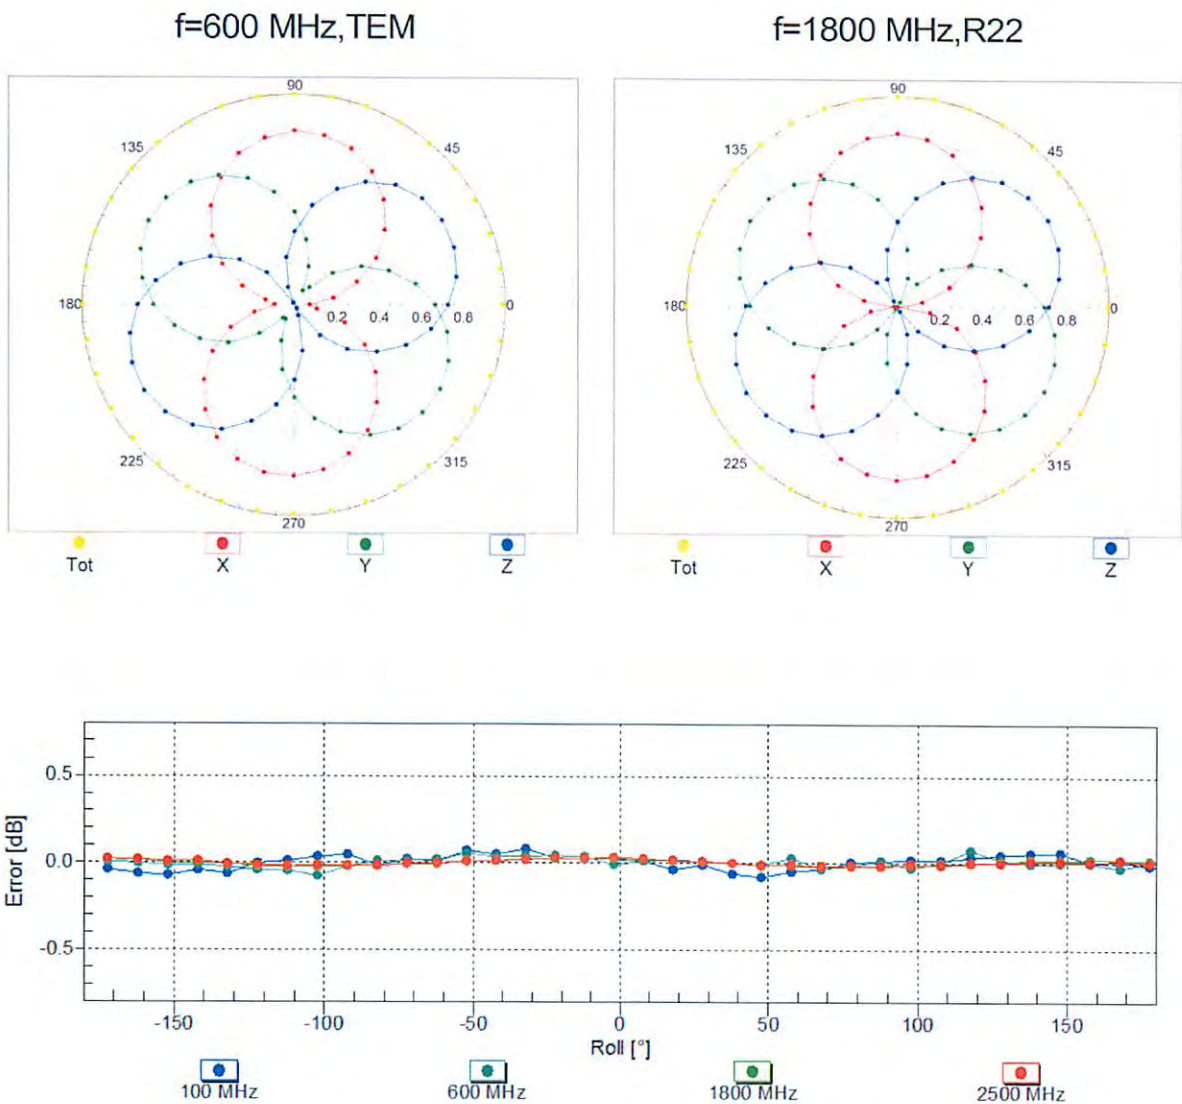 f=600 MHz,TEM
f=1800 MHz,R22
90
135
45
180
0
0.2 0.4 0.6 0.8
225
315
270
Tot X Y Z
90
135
45
180
0
0.2 0.4 0.6 0.8
225
315
270
Tot X Y Z
Error [dB]
0.5
0.0
-0.5
-150 -100 -50 0 50 100 150
Roll [°]
100 MHz 600 MHz 1800 MHz 2500 MHz